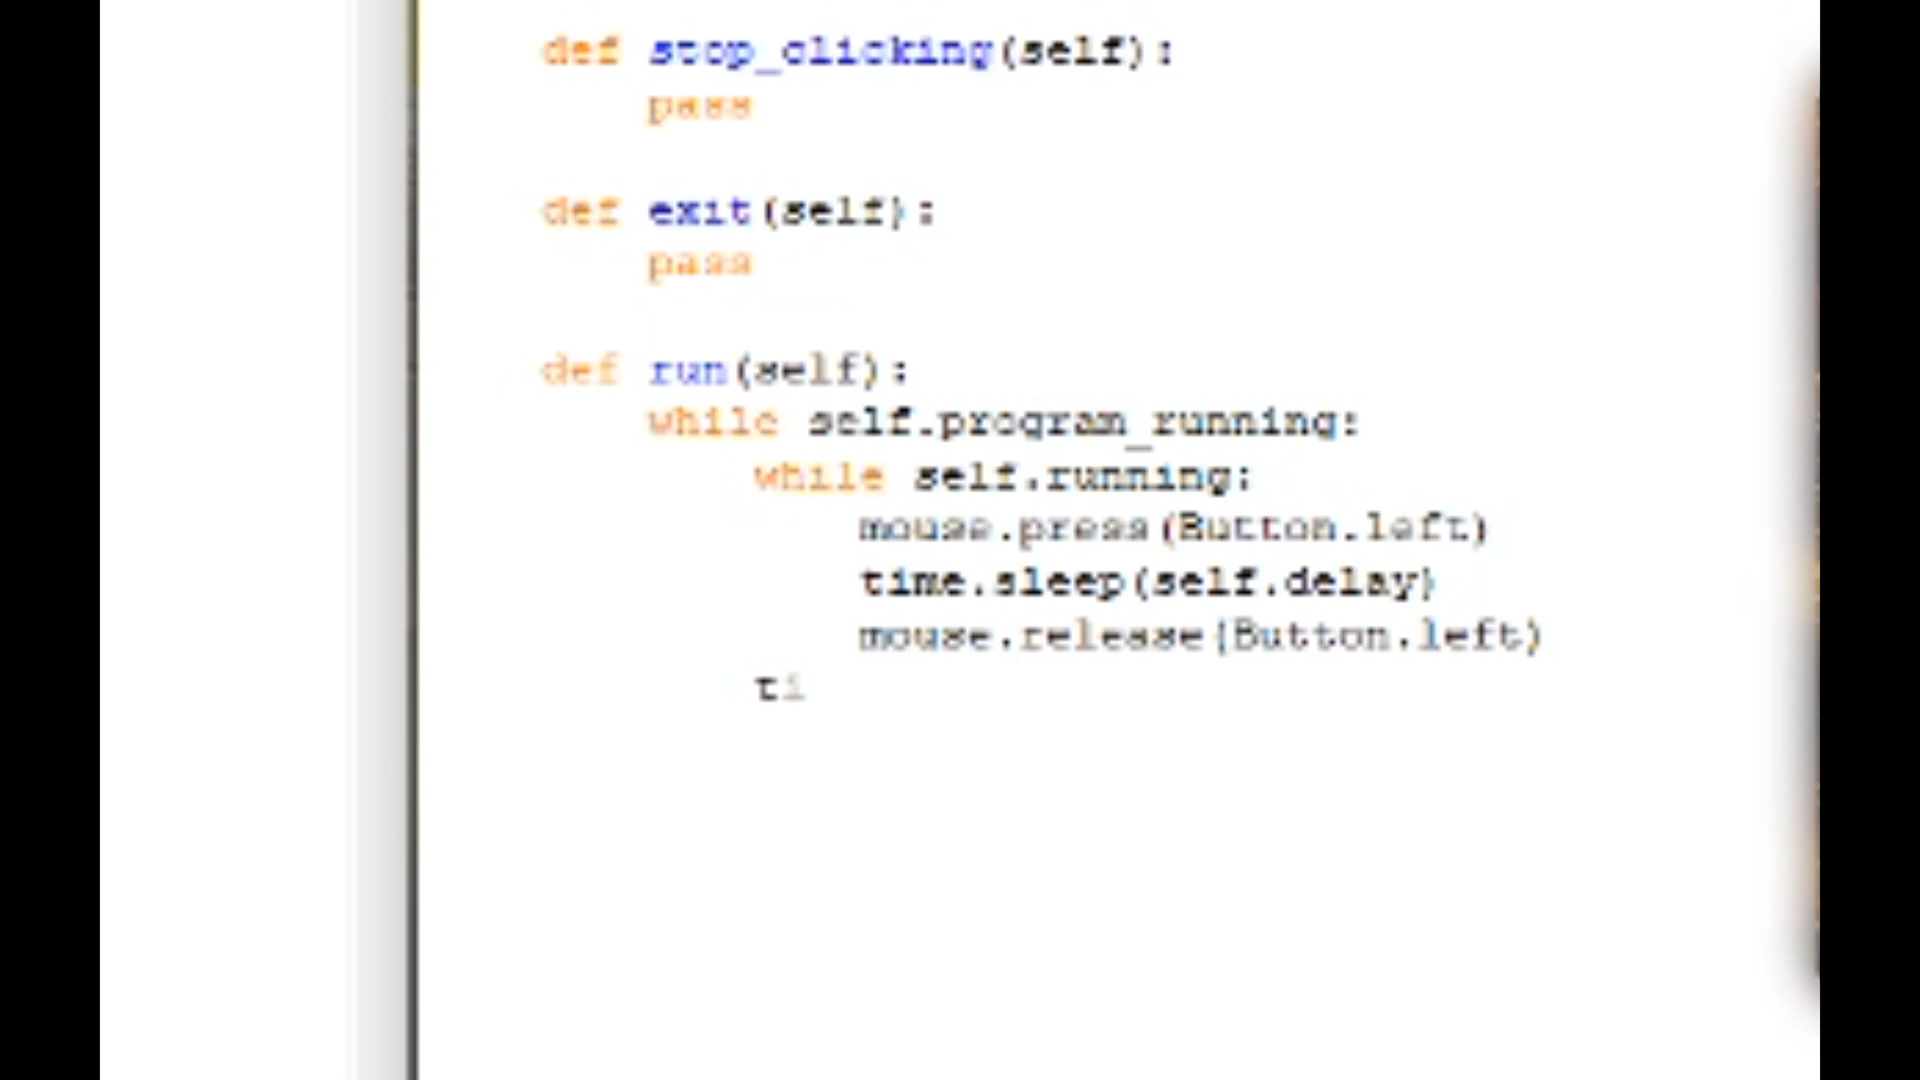 def stop_clicking(self):
pass
def exit(self):
pass
def run(self):
while self.program_running:
while self.running:
mouse.press(Button.left)
time.sleep(self.delay)
mouse.release(Button.left)
ti